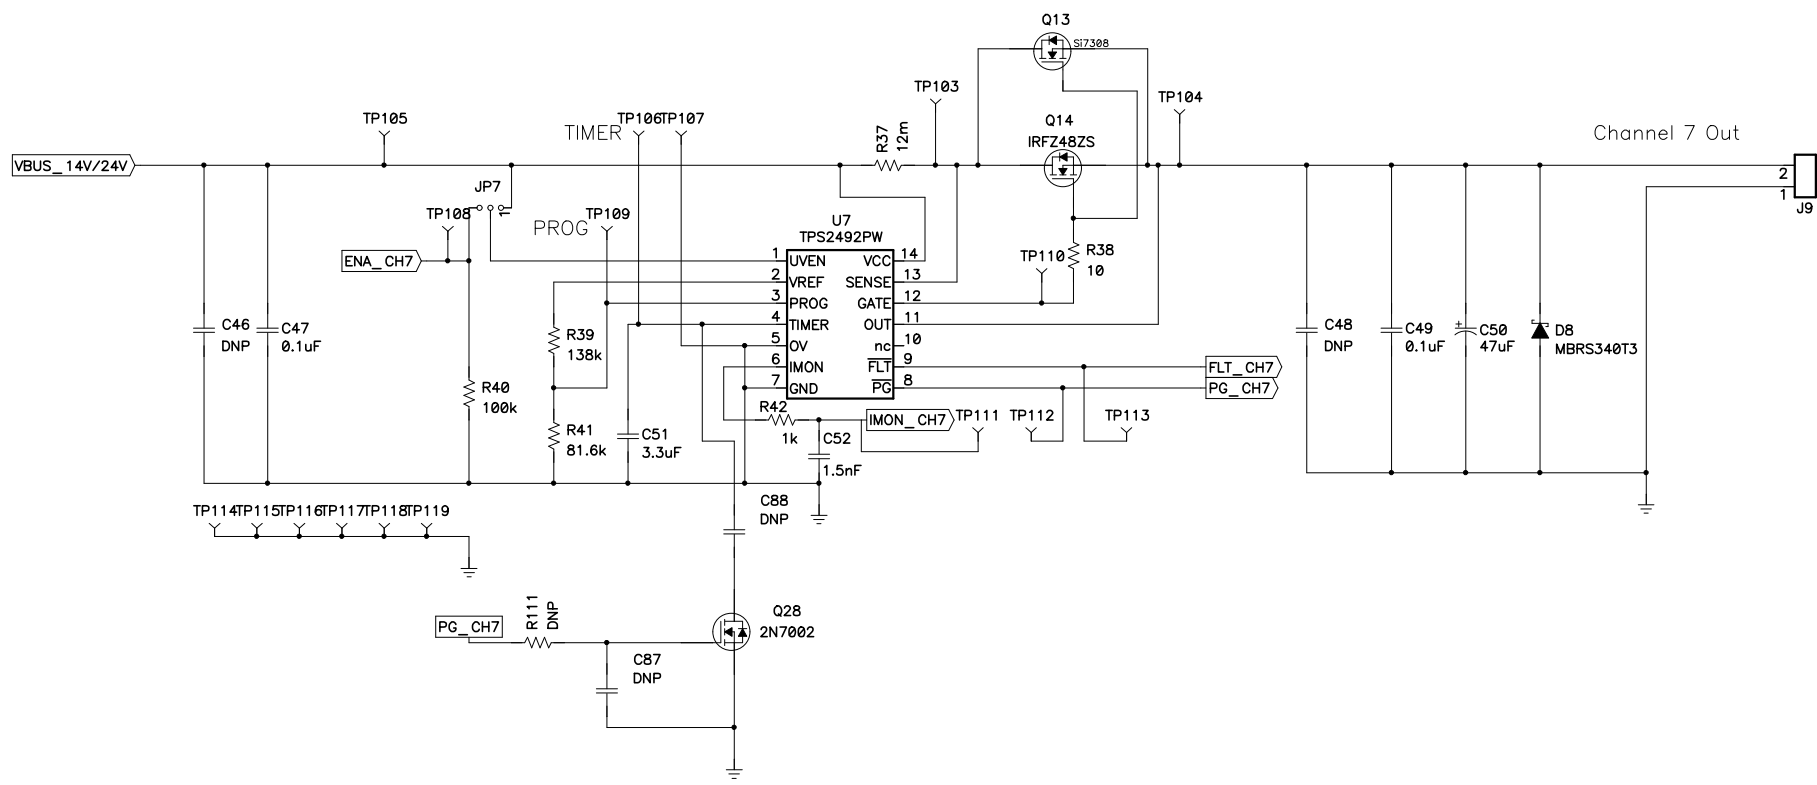 Q13
Si7308
TP103
TP104
TP105
TIMER
TP106
TP107
R37
12m
Q14
IRFZ48ZS
Channel 7 Out
VBUS_14V/24V
JP7
1
2
1
J9
TP108
PROG
TP109
U7
TPS2492PW
R38
10
TP110
ENA_CH7
1 UVEN VCC 14
2 VREF SENSE 13
3 PROG GATE 12
4 TIMER OUT 11
5 OV nc 10
6 IMON FLT 9
7 GND PG 8
C46
DNP
C47
0.1uF
R39
138k
C48
DNP
C49
0.1uF
+
C50
47uF
D8
MBRS340T3
FLT_CH7
PG_CH7
R40
100k
R42
1k
IMON_CH7
TP111
TP112
TP113
R41
81.6k
C51
3.3uF
C52
1.5nF
TP114
TP115
TP116
TP117
TP118
TP119
C88
DNP
PG_CH7
R111
DNP
Q28
2N7002
C87
DNP